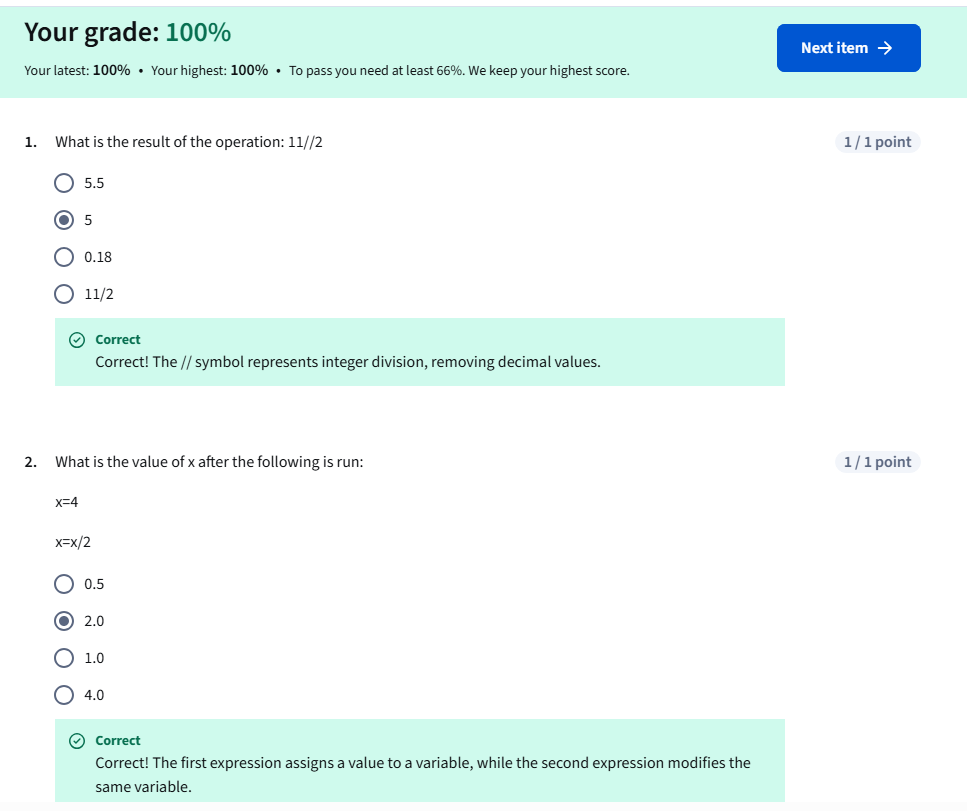 Your grade: 100%
Next item →
Your latest: 100% • Your highest: 100% • To pass you need at least 66%. We keep your highest score.
1. What is the result of the operation: 11//2
1 / 1 point
5.5
5
0.18
11/2
Correct
Correct! The // symbol represents integer division, removing decimal values.
2. What is the value of x after the following is run:
1 / 1 point
x=4
x=x/2
0.5
2.0
1.0
4.0
Correct
Correct! The first expression assigns a value to a variable, while the second expression modifies the
same variable.